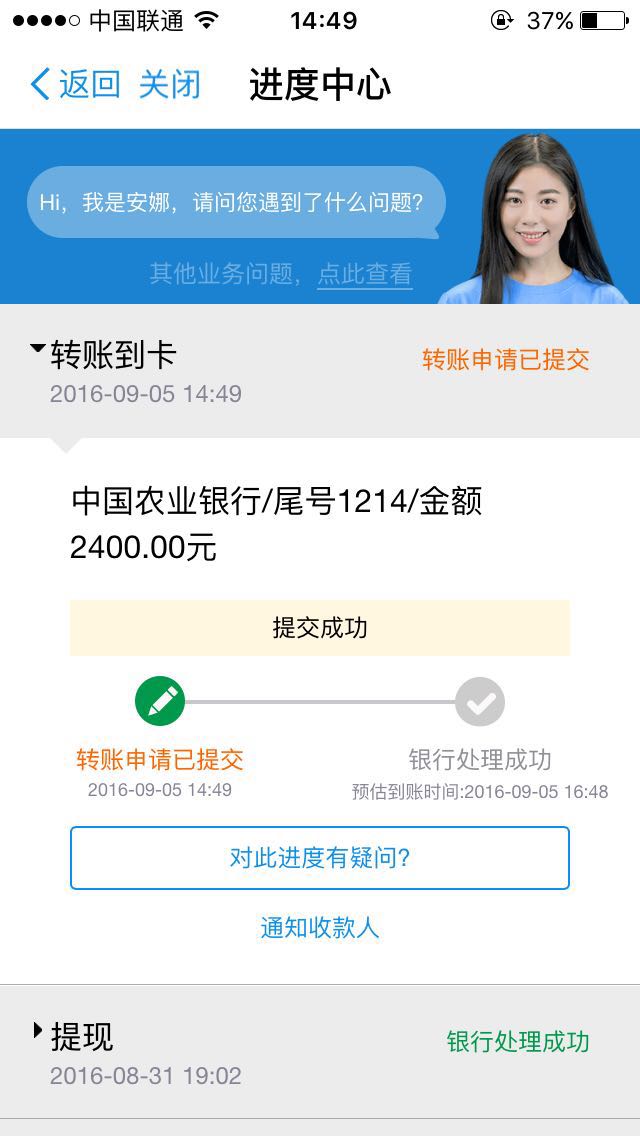 中国联通 14:49 37%
返回 关闭 进度中心
Hi，我是安娜，请问您遇到了什么问题?
其他业务问题，点此查看
转账到卡 转账申请已提交
2016-09-05 14:49
中国农业银行/尾号1214/金额
2400.00元
提交成功
转账申请已提交 银行处理成功
2016-09-05 14:49 预估到账时间:2016-09-05 16:48
对此进度有疑问?
通知收款人
提现 银行处理成功
2016-08-31 19:02